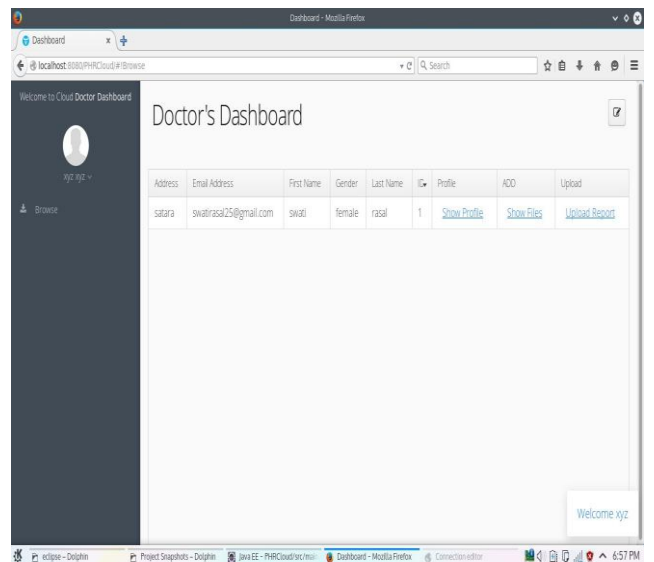 Dashboard - Mozilla Firefox
Dashboard
localhost:8080/PHRCloud/#!Browse
Search
Welcome to Cloud Doctor Dashboard
Doctor's Dashboard
xyz xyz
Browse
Address Email Address First Name Gender Last Name Profile ADD Upload
satara swatirasal25@gmail.com swati female rasal 1 Show Profile Show Files Upload Report
Welcome xyz
eclipse – Dolphin Project Snapshots – Dolphin Java EE - PHRCloud/src/mai Dashboard - Mozilla Firefox Connection editor 6:57 PM